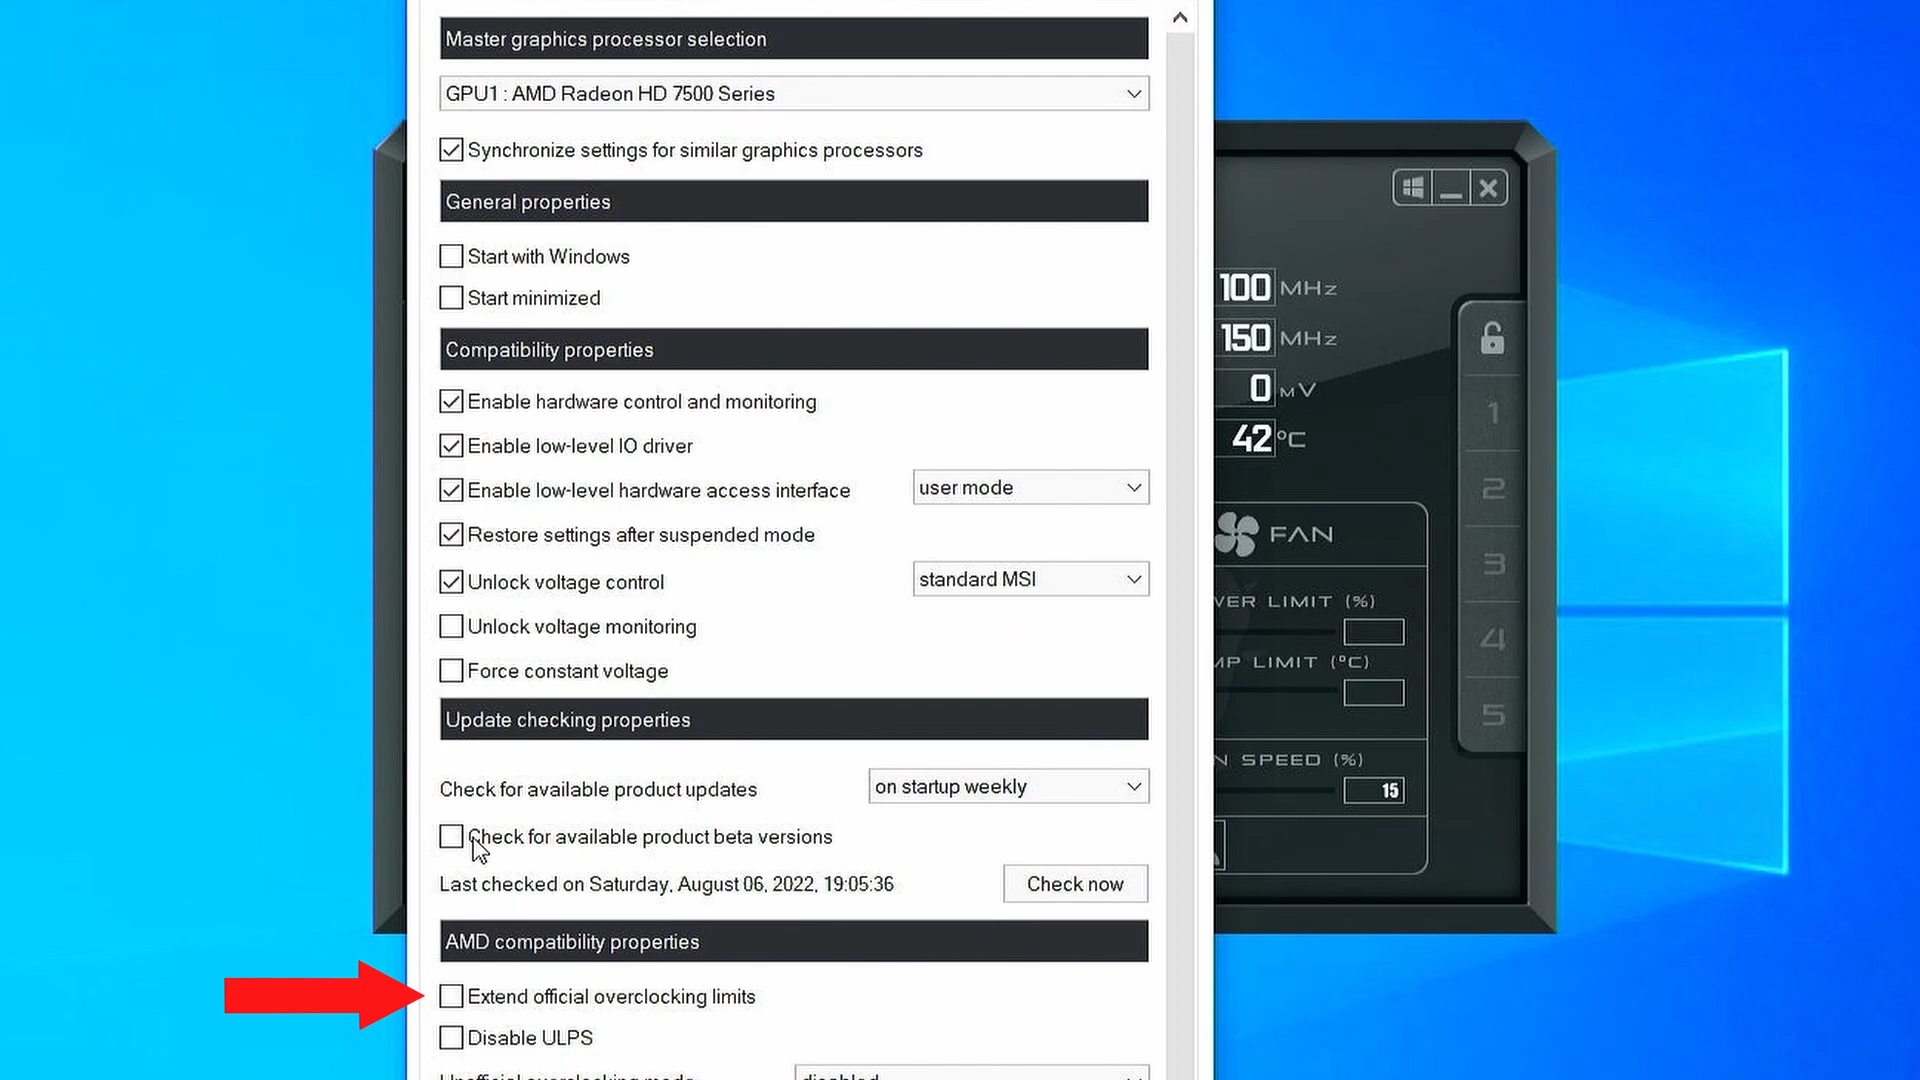 Master graphics processor selection
GPU1 : AMD Radeon HD 7500 Series
Synchronize settings for similar graphics processors
General properties
Start with Windows
Start minimized
Compatibility properties
Enable hardware control and monitoring
Enable low-level IO driver
Enable low-level hardware access interface
user mode
Restore settings after suspended mode
Unlock voltage control
standard MSI
Unlock voltage monitoring
Force constant voltage
Update checking properties
Check for available product updates
on startup weekly
Check for available product beta versions
Last checked on Saturday, August 06, 2022, 19:05:36
Check now
AMD compatibility properties
Extend official overclocking limits
Disable ULPS
100 MHz
150 MHz
0 mV
42 °C
FAN
LIMIT (%)
LIMIT (°C)
SPEED (%)
15
1
2
3
4
5